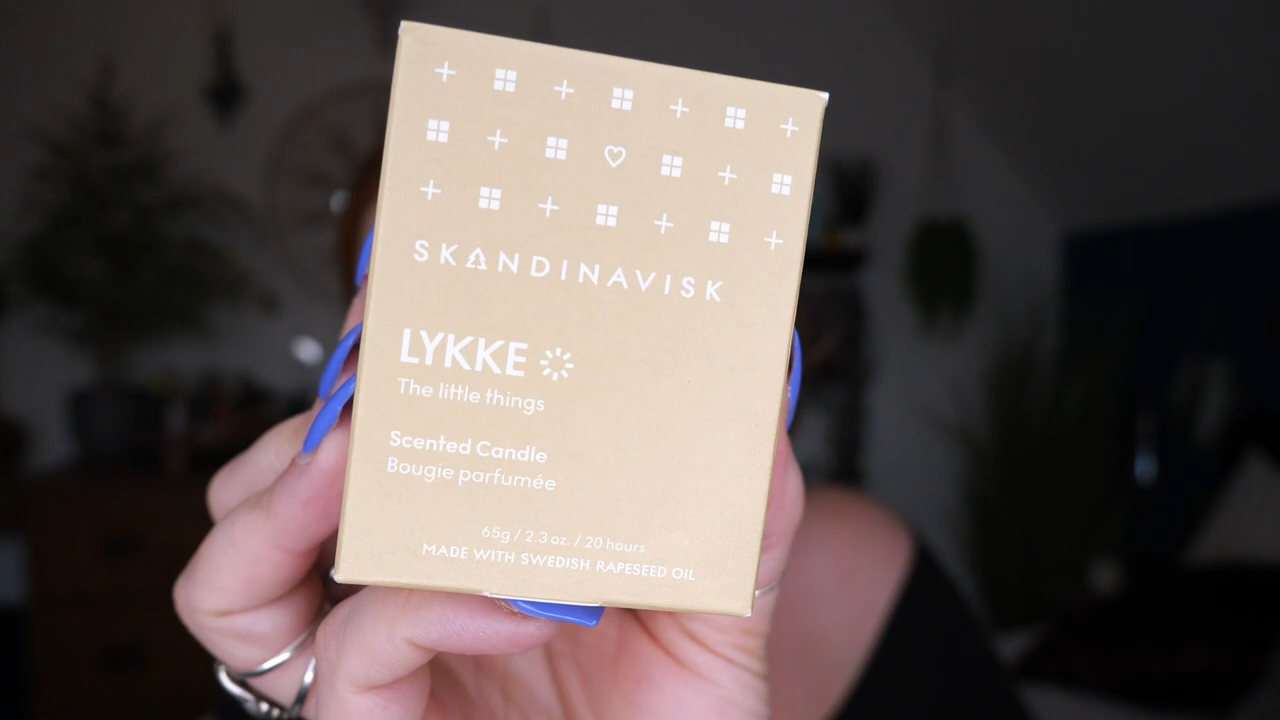 SKANDINAVISK
LYKKE
The little things
Scented Candle
Bougie parfumée
65g / 2.3 oz. / 20 hours
MADE WITH SWEDISH RAPESEED OIL